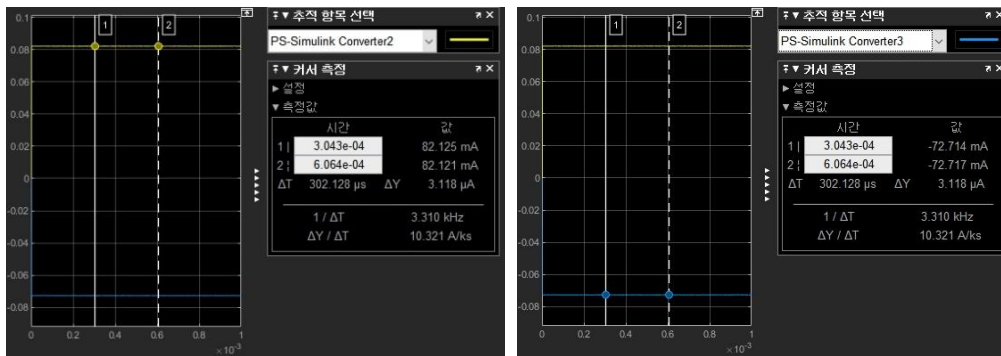 0.1
0.08
0.06
0.04
0.02
0
-0.02
-0.04
-0.06
-0.08
0 0.2 0.4 0.6 0.8 1
×10⁻³
1 2
추적 항목 선택
PS-Simulink Converter2
커서 측정
설정
측정값
시간 값
1 | 3.043e-04 82.125 mA
2 ¦ 6.064e-04 82.121 mA
ΔT 302.128 µs ΔY 3.118 µA
1 / ΔT 3.310 kHz
ΔY / ΔT 10.321 A/ks
0.1
0.08
0.06
0.04
0.02
0
-0.02
-0.04
-0.06
-0.08
0 0.2 0.4 0.6 0.8 1
×10⁻³
1 2
추적 항목 선택
PS-Simulink Converter3
커서 측정
설정
측정값
시간 값
1 | 3.043e-04 -72.714 mA
2 ¦ 6.064e-04 -72.717 mA
ΔT 302.128 µs ΔY 3.118 µA
1 / ΔT 3.310 kHz
ΔY / ΔT 10.321 A/ks